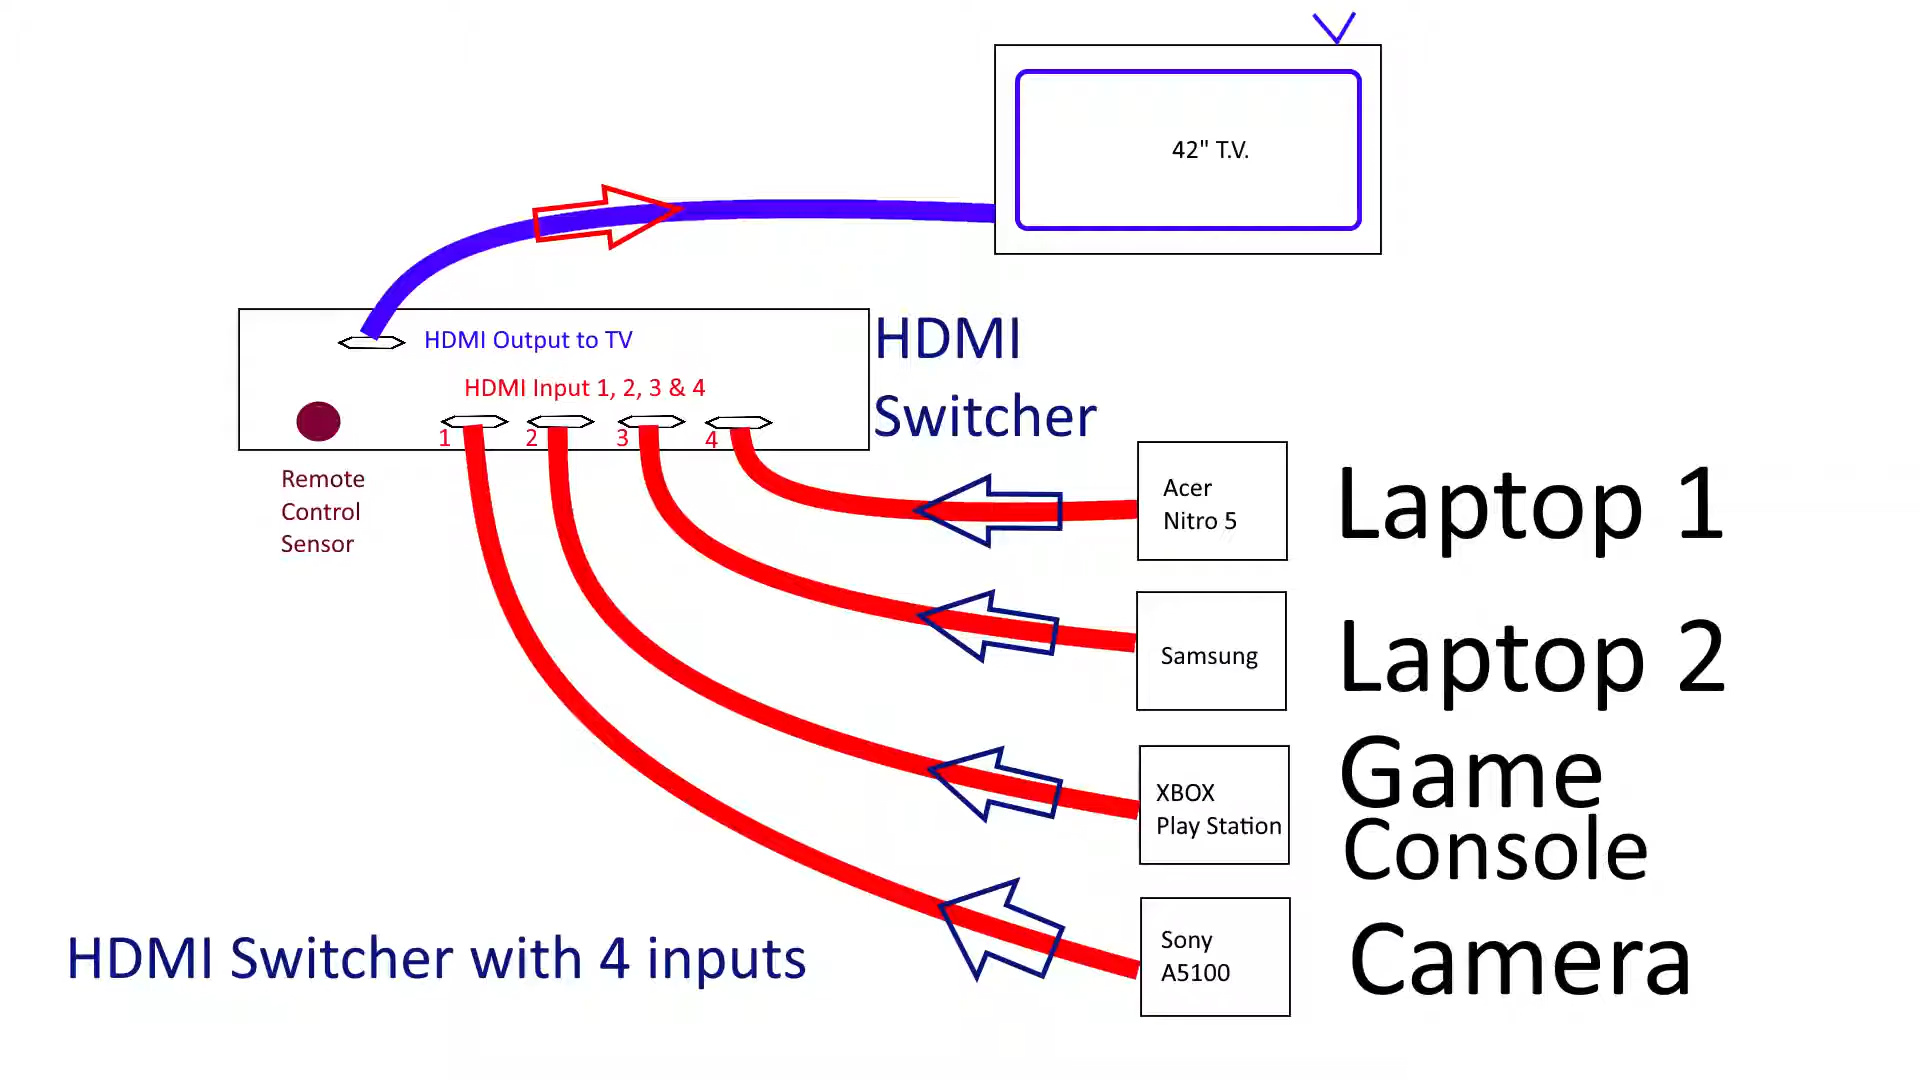 42" T.V.
HDMI Output to TV
HDMI Input 1, 2, 3 & 4
1 2 3 4
HDMI
Switcher
Remote
Control
Sensor
Acer
Nitro 5
Laptop 1
Samsung
Laptop 2
XBOX
Play Station
Game
Console
Sony
A5100
Camera
HDMI Switcher with 4 inputs